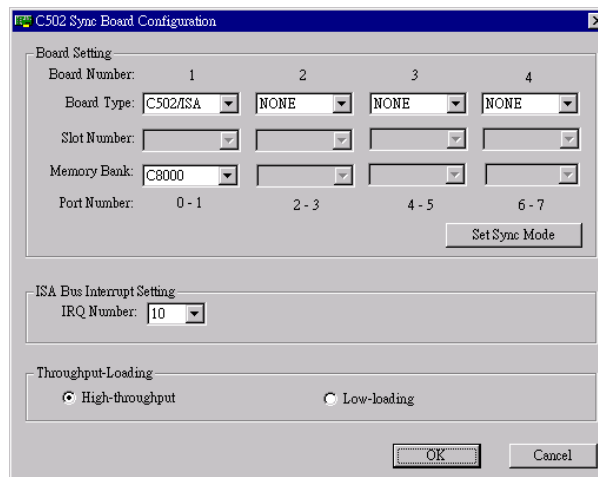 C502 Sync Board Configuration
Board Setting
Board Number: 1 2 3 4
Board Type: C502/ISA NONE NONE NONE
Slot Number:
Memory Bank: C8000
Port Number: 0 - 1 2 - 3 4 - 5 6 - 7
Set Sync Mode
ISA Bus Interrupt Setting
IRQ Number: 10
Throughput-Loading
High-throughput Low-loading
OK Cancel